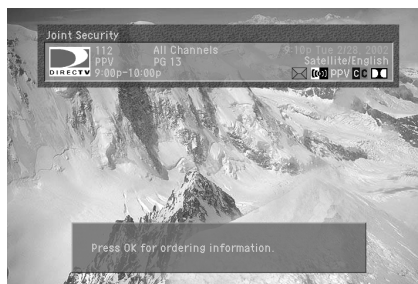 Joint Security
112 All Channels 9:10p Tue 2/28, 2002
PPV PG 13 Satellite/English
DIRECTV 9:00p-10:00p PPV CC
Press OK for ordering information.